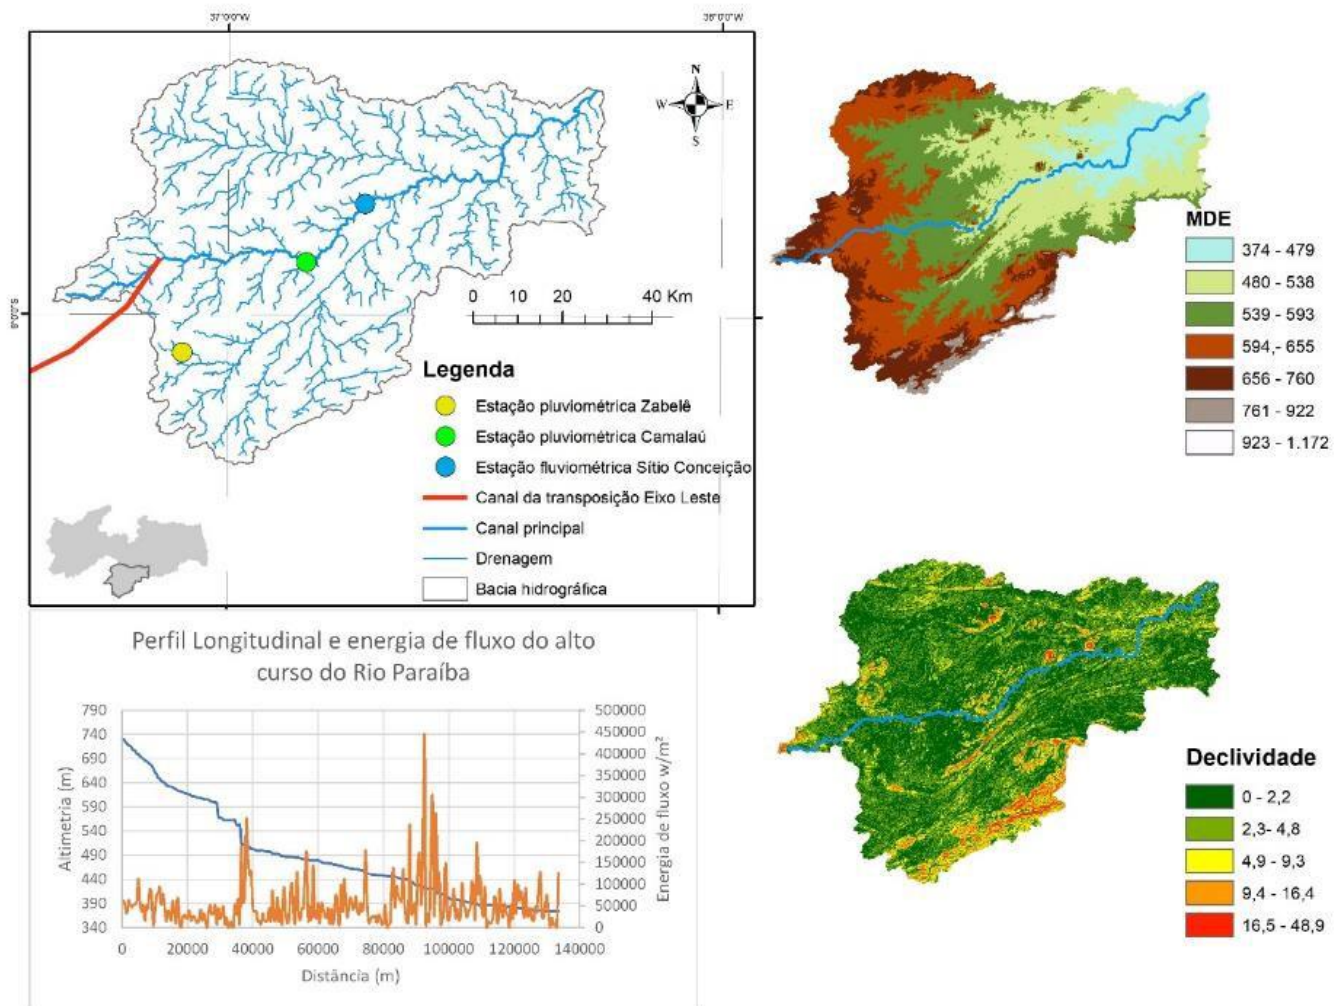 37°0'0"W
36°0'0"W
8°0'0"S
N
W E
S
0 10 20 40 Km
Legenda
Estação pluviométrica Zabelê
Estação pluviométrica Camalaú
Estação fluviométrica Sítio Conceição
Canal da transposição Eixo Leste
Canal principal
Drenagem
Bacia hidrográfica
MDE
374 - 479
480 - 538
539 - 593
594,- 655
656 - 760
761 - 922
923 - 1.172
Perfil Longitudinal e energia de fluxo do alto
curso do Rio Paraíba
Altimetria (m)
790
740
690
640
590
540
490
440
390
340
500000
450000
400000
350000
300000
250000
200000
150000
100000
50000
0
Energia de fluxo w/m²
0 20000 40000 60000 80000 100000 120000 140000
Distância (m)
Declividade
0 - 2,2
2,3- 4,8
4,9 - 9,3
9,4 - 16,4
16,5 - 48,9